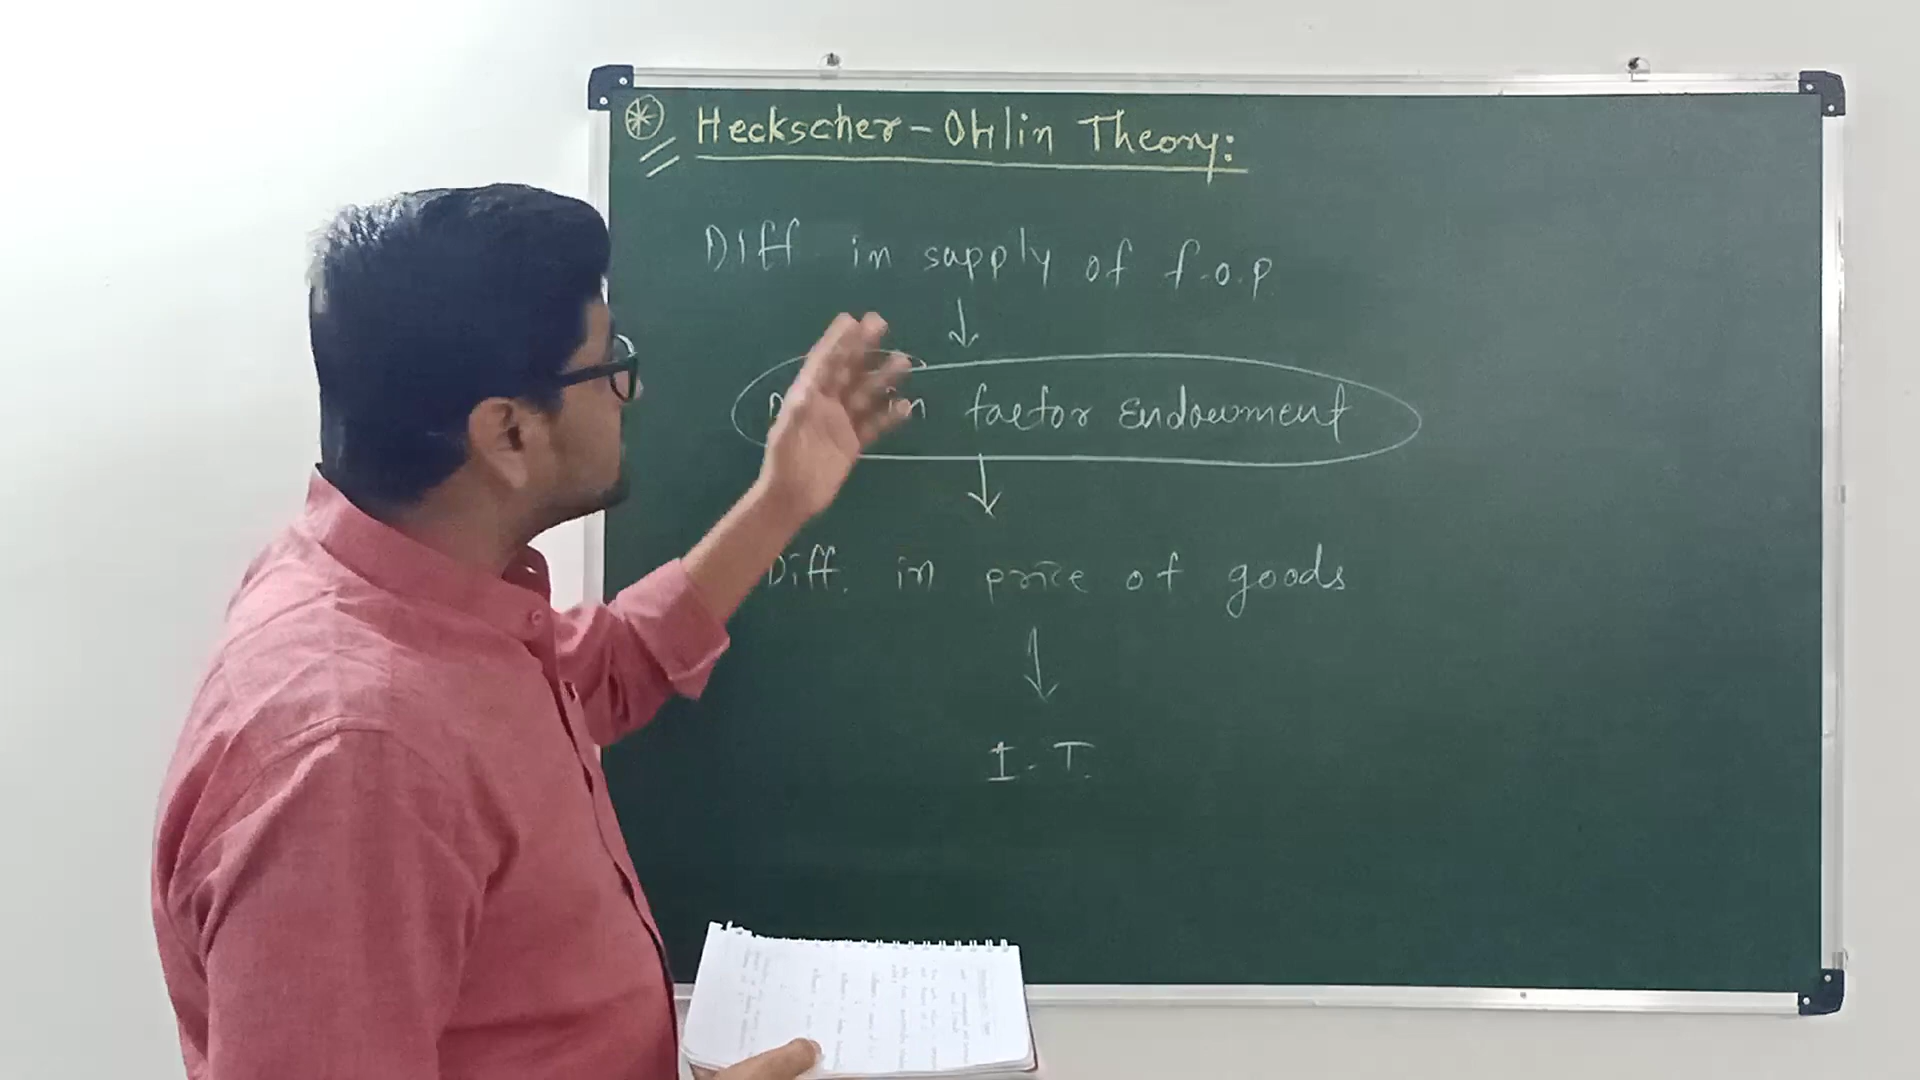 Heckscher-OHlin Theory:
Diff in supply of f.o.p.
in factor Endowment
Diff. in price of goods
I.T.